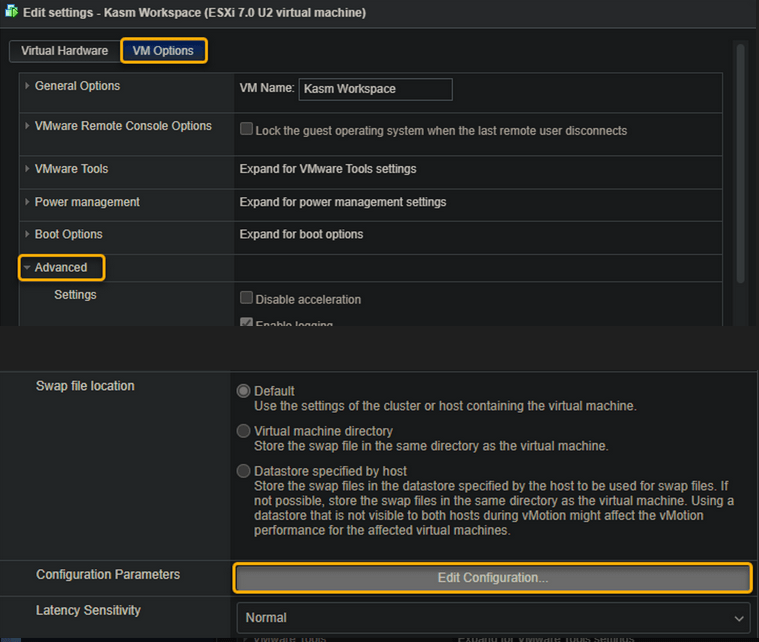 Edit settings - Kasm Workspace (ESXi 7.0 U2 virtual machine)
Virtual Hardware VM Options
General Options VM Name: Kasm Workspace
VMware Remote Console Options Lock the guest operating system when the last remote user disconnects
VMware Tools Expand for VMware Tools settings
Power management Expand for power management settings
Boot Options Expand for boot options
Advanced
Settings Disable acceleration
Enable logging
Swap file location Default
Use the settings of the cluster or host containing the virtual machine.
Virtual machine directory
Store the swap file in the same directory as the virtual machine.
Datastore specified by host
Store the swap files in the datastore specified by the host to be used for swap files. If
not possible, store the swap files in the same directory as the virtual machine. Using a
datastore that is not visible to both hosts during vMotion might affect the vMotion
performance for the affected virtual machines.
Configuration Parameters Edit Configuration...
Latency Sensitivity Normal
VMware Tools Expand for VMware Tools settings